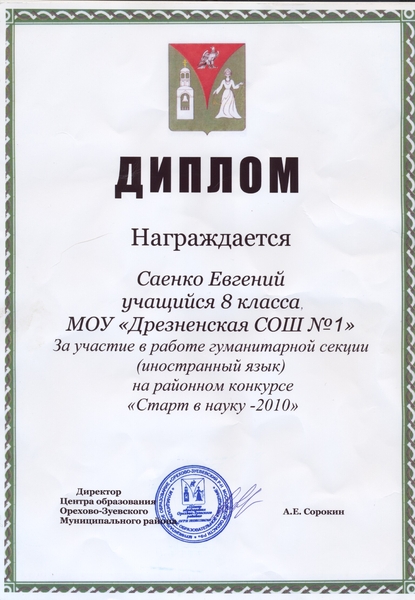 ДИПЛОМ
Награждается
Саенко Евгений
учащийся 8 класса,
МОУ «Дрезненская СОШ №1»
За участие в работе гуманитарной секции
(иностранный язык)
на районном конкурсе
«Старт в науку -2010»
Директор
Центра образования
Орехово-Зуевского
Муниципального района
А.Е. Сорокин